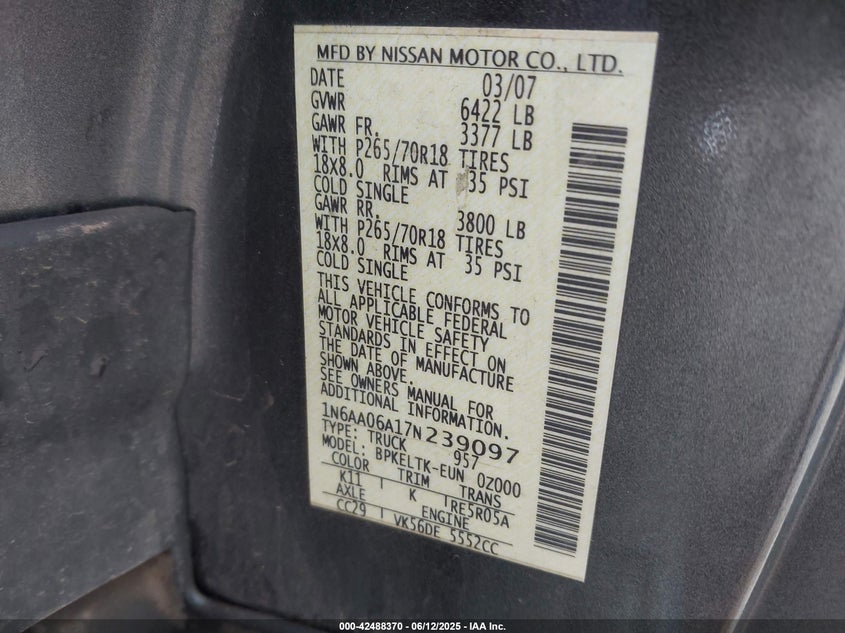 MFD BY NISSAN MOTOR CO., LTD.
DATE 03/07
GVWR 6422 LB
GAWR FR. 3377 LB
WITH P265/70R18 TIRES
18X8.0 RIMS AT 35 PSI
COLD SINGLE
GAWR RR. 3800 LB
WITH P265/70R18 TIRES
18X8.0 RIMS AT 35 PSI
COLD SINGLE
THIS VEHICLE CONFORMS TO
ALL APPLICABLE FEDERAL
MOTOR VEHICLE SAFETY
STANDARDS IN EFFECT ON
THE DATE OF MANUFACTURE
SHOWN ABOVE.
SEE OWNERS MANUAL FOR
ADDITIONAL INFORMATION.
1N6AA06A17N239097
TYPE: TRUCK 957
MODEL: BPKELTK-EUN 0Z000
COLOR TRIM TRANS
K11 K RE5R05A
AXLE ENGINE
CC29 VK56DE 5552CC
000-42488370 - 06/12/2025 - IAA Inc.